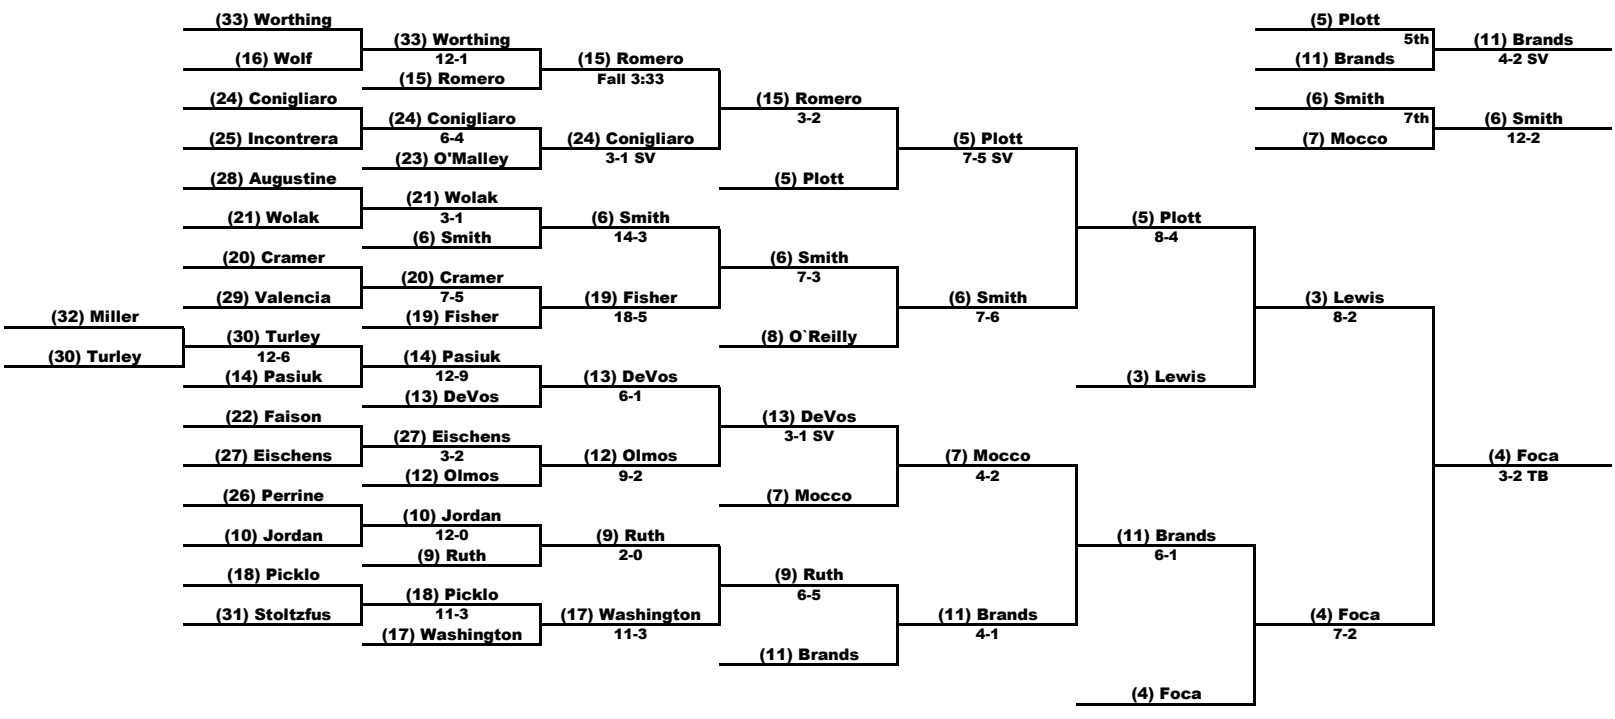 (32) Miller
(30) Turley
(33) Worthing
(16) Wolf
(24) Conigliaro
(25) Incontrera
(28) Augustine
(21) Wolak
(20) Cramer
(29) Valencia
(30) Turley
12-6
(14) Pasiuk
(22) Faison
(27) Eischens
(26) Perrine
(10) Jordan
(18) Picklo
(31) Stoltzfus
(33) Worthing
12-1
(15) Romero
(24) Conigliaro
6-4
(23) O'Malley
(21) Wolak
3-1
(6) Smith
(20) Cramer
7-5
(19) Fisher
(14) Pasiuk
12-9
(13) DeVos
(27) Eischens
3-2
(12) Olmos
(10) Jordan
12-0
(9) Ruth
(18) Picklo
11-3
(17) Washington
(15) Romero
Fall 3:33
(24) Conigliaro
3-1 SV
(6) Smith
14-3
(19) Fisher
18-5
(13) DeVos
6-1
(12) Olmos
9-2
(9) Ruth
2-0
(17) Washington
11-3
(15) Romero
3-2
(5) Plott
(6) Smith
7-3
(8) O`Reilly
(13) DeVos
3-1 SV
(7) Mocco
(9) Ruth
6-5
(11) Brands
(5) Plott
7-5 SV
(6) Smith
7-6
(7) Mocco
4-2
(11) Brands
4-1
(5) Plott
8-4
(3) Lewis
(11) Brands
6-1
(4) Foca
(3) Lewis
8-2
(4) Foca
7-2
(4) Foca
3-2 TB
(5) Plott
5th
(11) Brands
(11) Brands
4-2 SV
(6) Smith
7th
(7) Mocco
(6) Smith
12-2